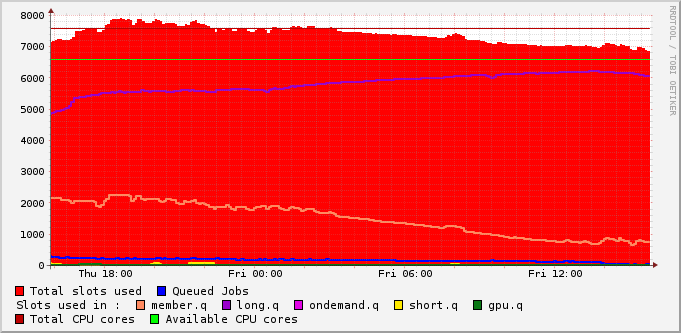 8000
7000
6000
5000
4000
3000
2000
1000
0
Thu 18:00 Fri 00:00 Fri 06:00 Fri 12:00
Total slots used Queued Jobs
Slots used in : member.q long.q ondemand.q short.q gpu.q
Total CPU cores Available CPU cores
RRDTOOL / TOBI OETIKER